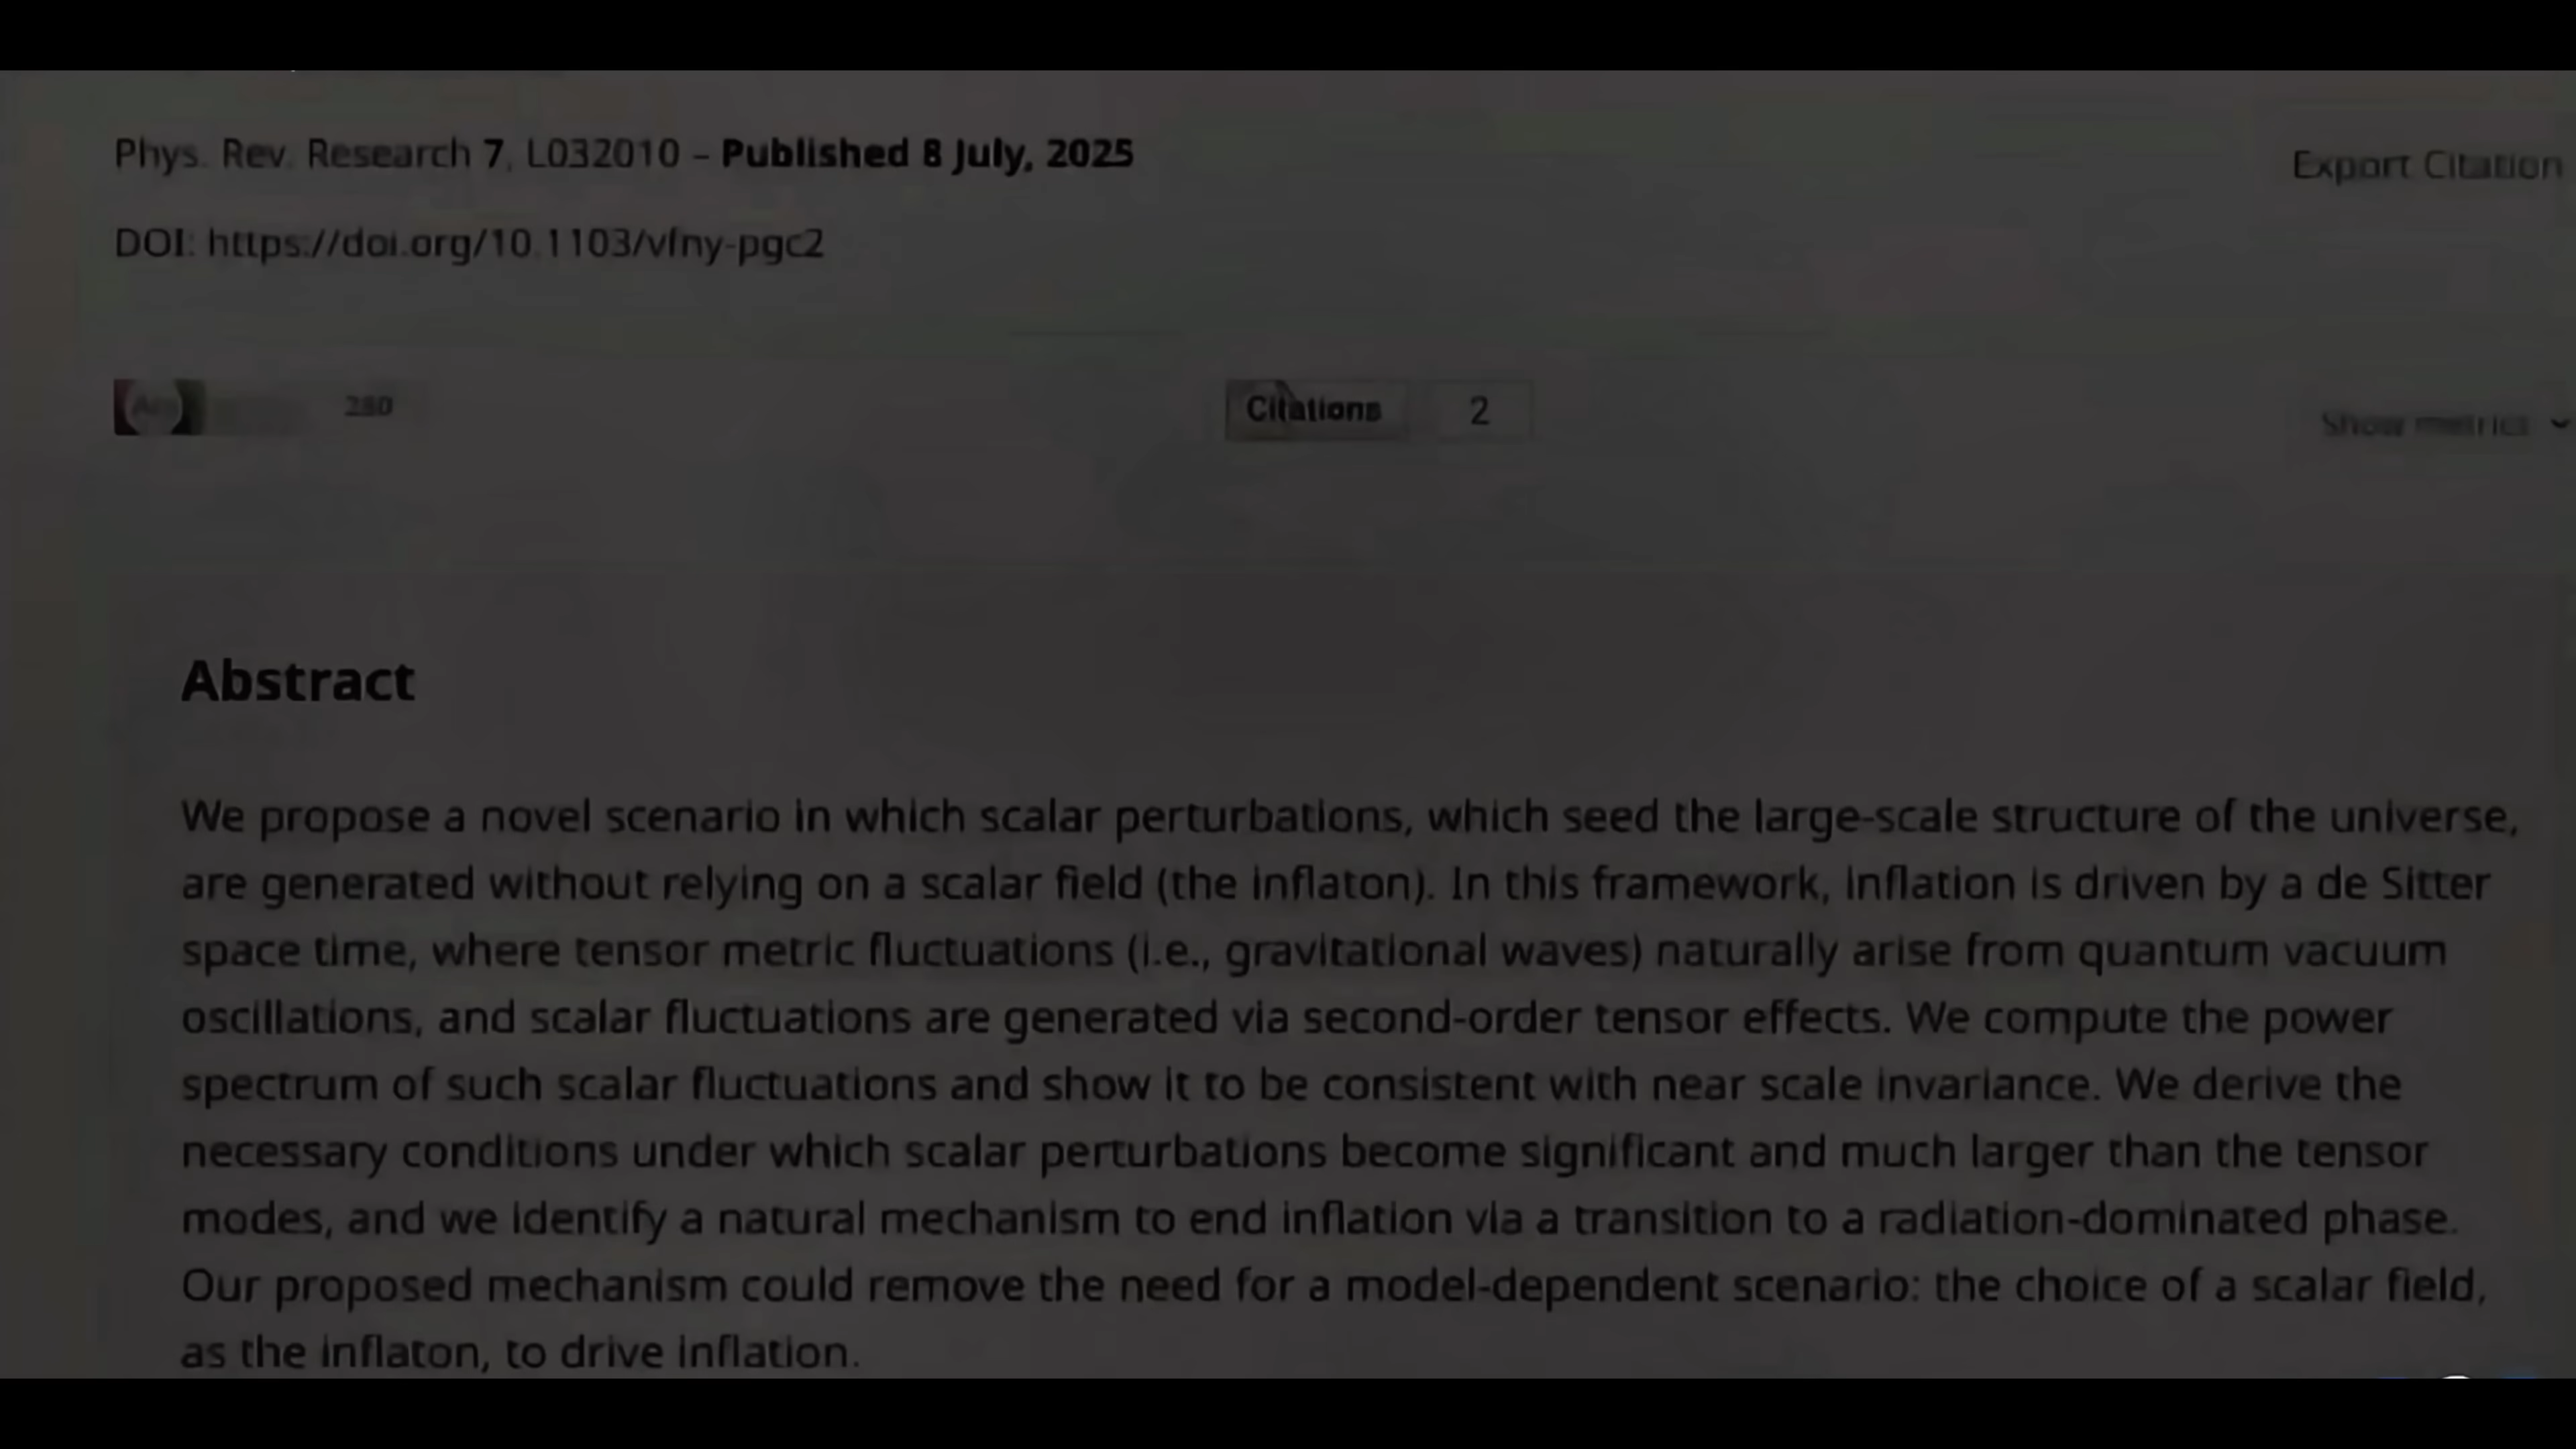 Phys. Rev. Research 7, L032010 – Published 8 July, 2025
Export Citation
DOI: https://doi.org/10.1103/vfny-pgc2
280
Citations 2
Show metrics
Abstract
We propose a novel scenario in which scalar perturbations, which seed the large-scale structure of the universe,
are generated without relying on a scalar field (the inflaton). In this framework, inflation is driven by a de Sitter
space time, where tensor metric fluctuations (i.e., gravitational waves) naturally arise from quantum vacuum
oscillations, and scalar fluctuations are generated via second-order tensor effects. We compute the power
spectrum of such scalar fluctuations and show it to be consistent with near scale invariance. We derive the
necessary conditions under which scalar perturbations become significant and much larger than the tensor
modes, and we identify a natural mechanism to end inflation via a transition to a radiation-dominated phase.
Our proposed mechanism could remove the need for a model-dependent scenario: the choice of a scalar field,
as the inflaton, to drive inflation.